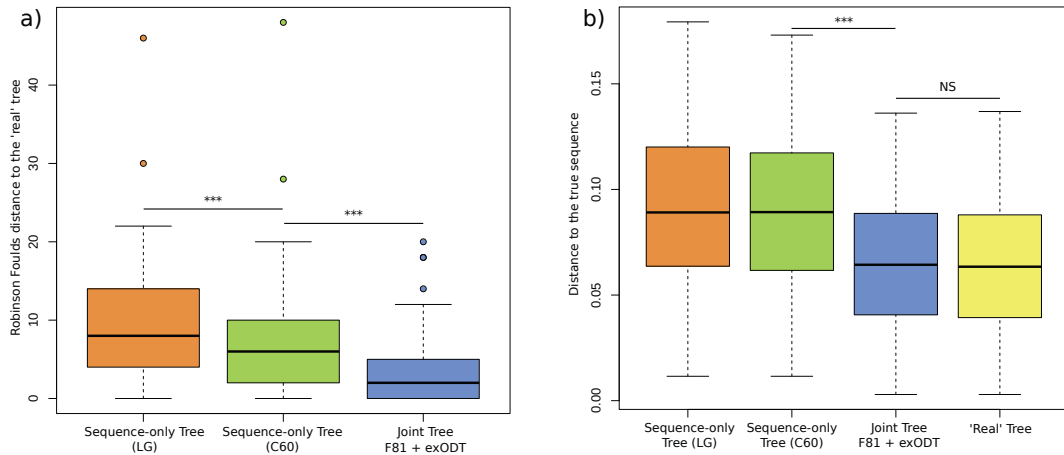 a)
Robinson Foulds distance to the 'real' tree
0
10
20
30
40
***
***
Sequence-only Tree
(LG)
Sequence-only Tree
(C60)
Joint Tree
F81 + exODT
b)
Distance to the true sequence
0.00
0.05
0.10
0.15
***
NS
Sequence-only
Tree (LG)
Sequence-only
Tree (C60)
Joint Tree
F81 + exODT
'Real' Tree